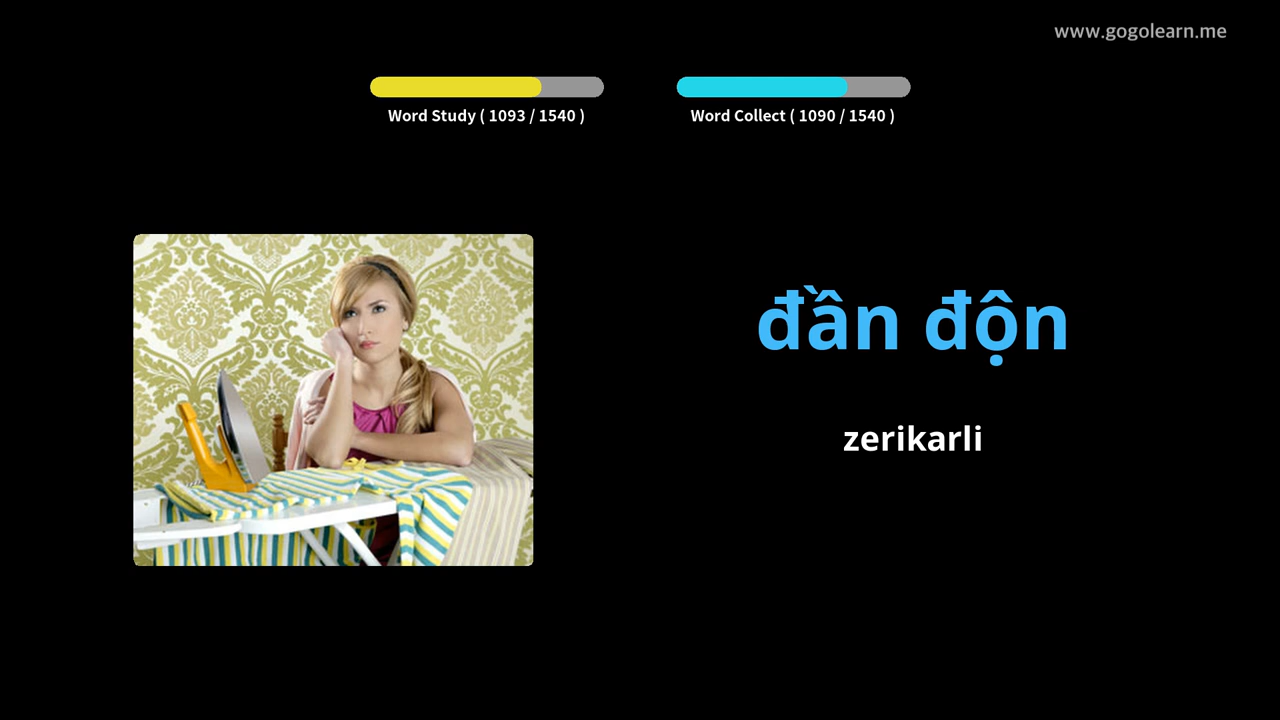 www.gogolearn.me
Word Study ( 1093 / 1540 )
Word Collect ( 1090 / 1540 )
đần độn
zerikarli